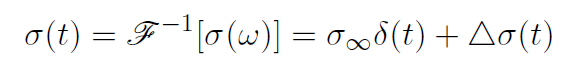 σ(t) = ℱ⁻¹[σ(ω)] = σ∞δ(t) + △σ(t)